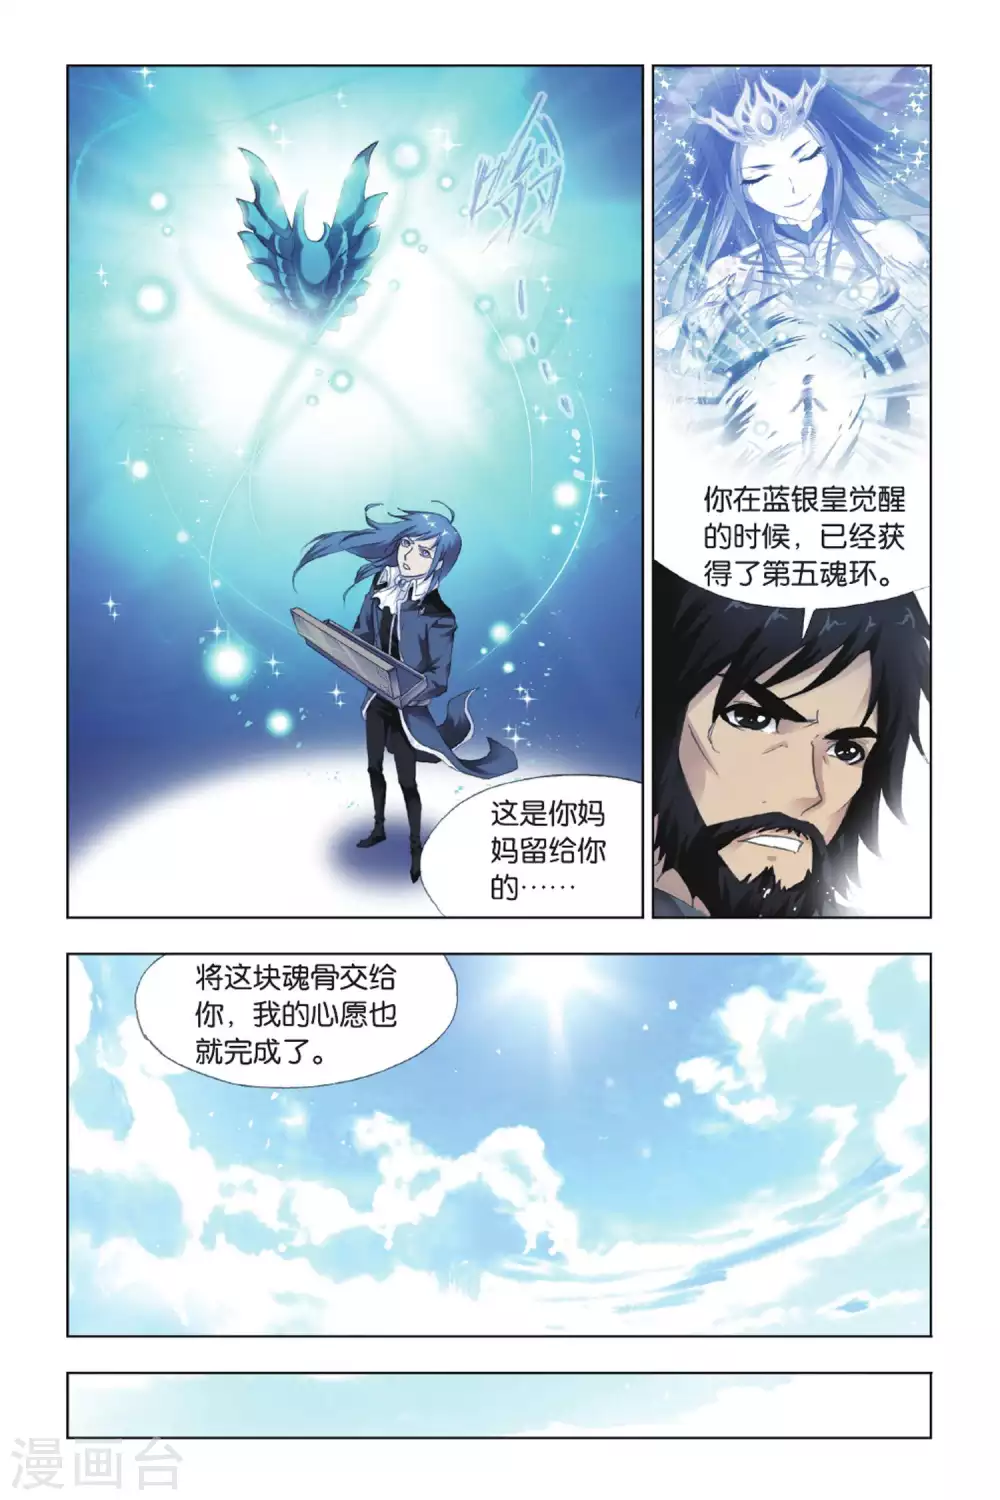 吟
这是你妈
妈留给你
的……
你在蓝银皇觉醒
的时候，已经获
得了第五魂环。
将这块魂骨交给
你，我的心愿也
就完成了。
漫画台